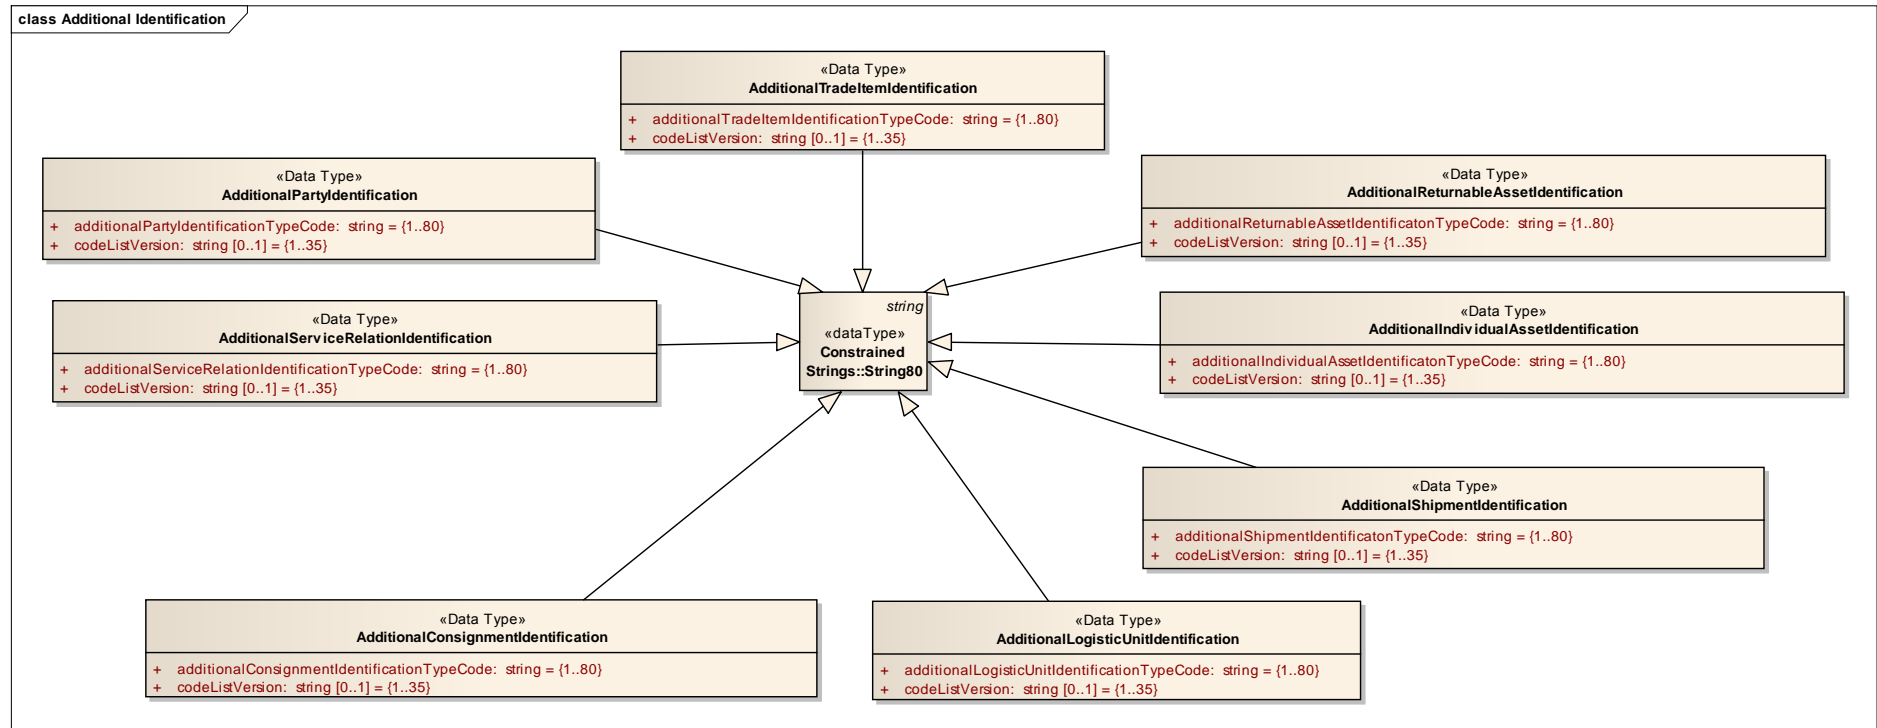 class Additional Identification
«Data Type»
AdditionalTradeItemIdentification
+ additionalTradeItemIdentificationTypeCode: string = {1..80}
+ codeListVersion: string [0..1] = {1..35}
«Data Type»
AdditionalPartyIdentification
+ additionalPartyIdentificationTypeCode: string = {1..80}
+ codeListVersion: string [0..1] = {1..35}
«Data Type»
AdditionalReturnableAssetIdentification
+ additionalReturnableAssetIdentificatonTypeCode: string = {1..80}
+ codeListVersion: string [0..1] = {1..35}
«Data Type»
AdditionalServiceRelationIdentification
+ additionalServiceRelationIdentificationTypeCode: string = {1..80}
+ codeListVersion: string [0..1] = {1..35}
string
«dataType»
Constrained
Strings::String80
«Data Type»
AdditionalIndividualAssetIdentification
+ additionalIndividualAssetIdentificatonTypeCode: string = {1..80}
+ codeListVersion: string [0..1] = {1..35}
«Data Type»
AdditionalShipmentIdentification
+ additionalShipmentIdentificatonTypeCode: string = {1..80}
+ codeListVersion: string [0..1] = {1..35}
«Data Type»
AdditionalConsignmentIdentification
+ additionalConsignmentIdentificationTypeCode: string = {1..80}
+ codeListVersion: string [0..1] = {1..35}
«Data Type»
AdditionalLogisticUnitIdentification
+ additionalLogisticUnitIdentificationTypeCode: string = {1..80}
+ codeListVersion: string [0..1] = {1..35}